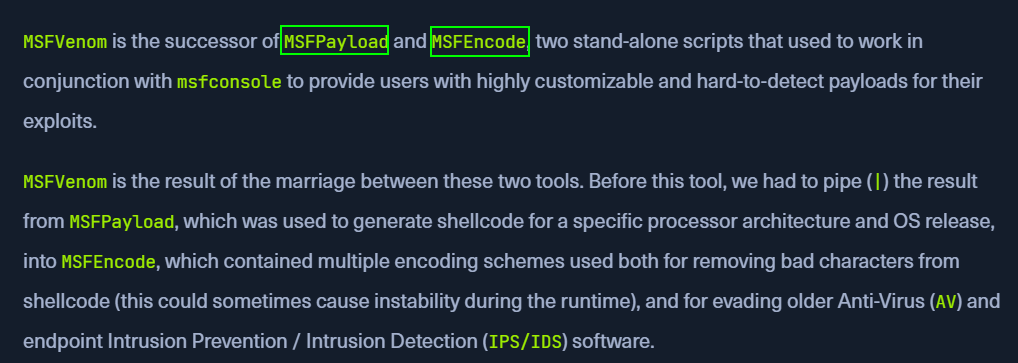 MSFVenom is the successor of MSFPayload and MSFEncode, two stand-alone scripts that used to work in
conjunction with msfconsole to provide users with highly customizable and hard-to-detect payloads for their
exploits.
MSFVenom is the result of the marriage between these two tools. Before this tool, we had to pipe (|) the result
from MSFPayload, which was used to generate shellcode for a specific processor architecture and OS release,
into MSFEncode, which contained multiple encoding schemes used both for removing bad characters from
shellcode (this could sometimes cause instability during the runtime), and for evading older Anti-Virus (AV) and
endpoint Intrusion Prevention / Intrusion Detection (IPS/IDS) software.